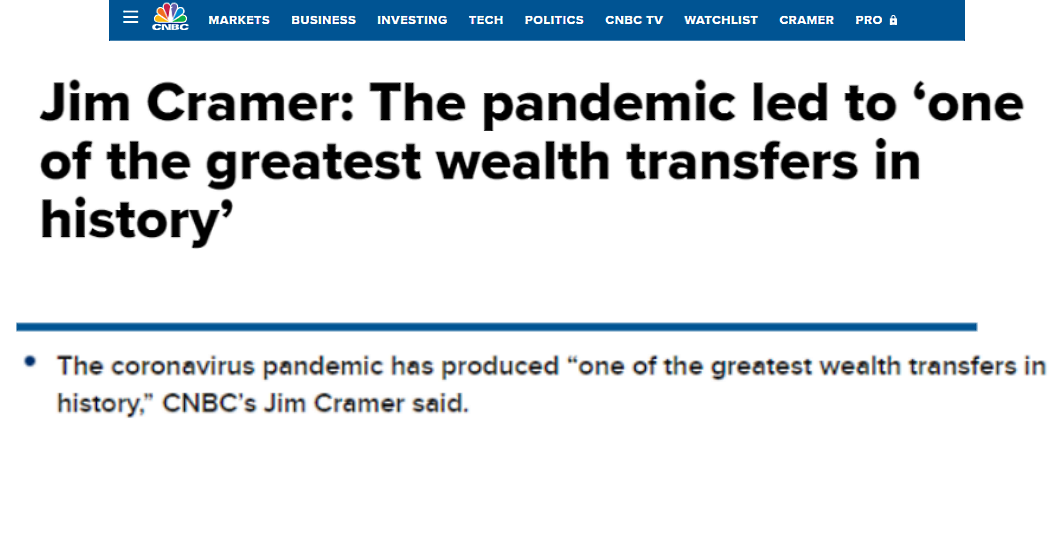 CNBC MARKETS BUSINESS INVESTING TECH POLITICS CNBC TV WATCHLIST CRAMER PRO
Jim Cramer: The pandemic led to ‘one
of the greatest wealth transfers in
history’
• The coronavirus pandemic has produced “one of the greatest wealth transfers in
history,” CNBC’s Jim Cramer said.